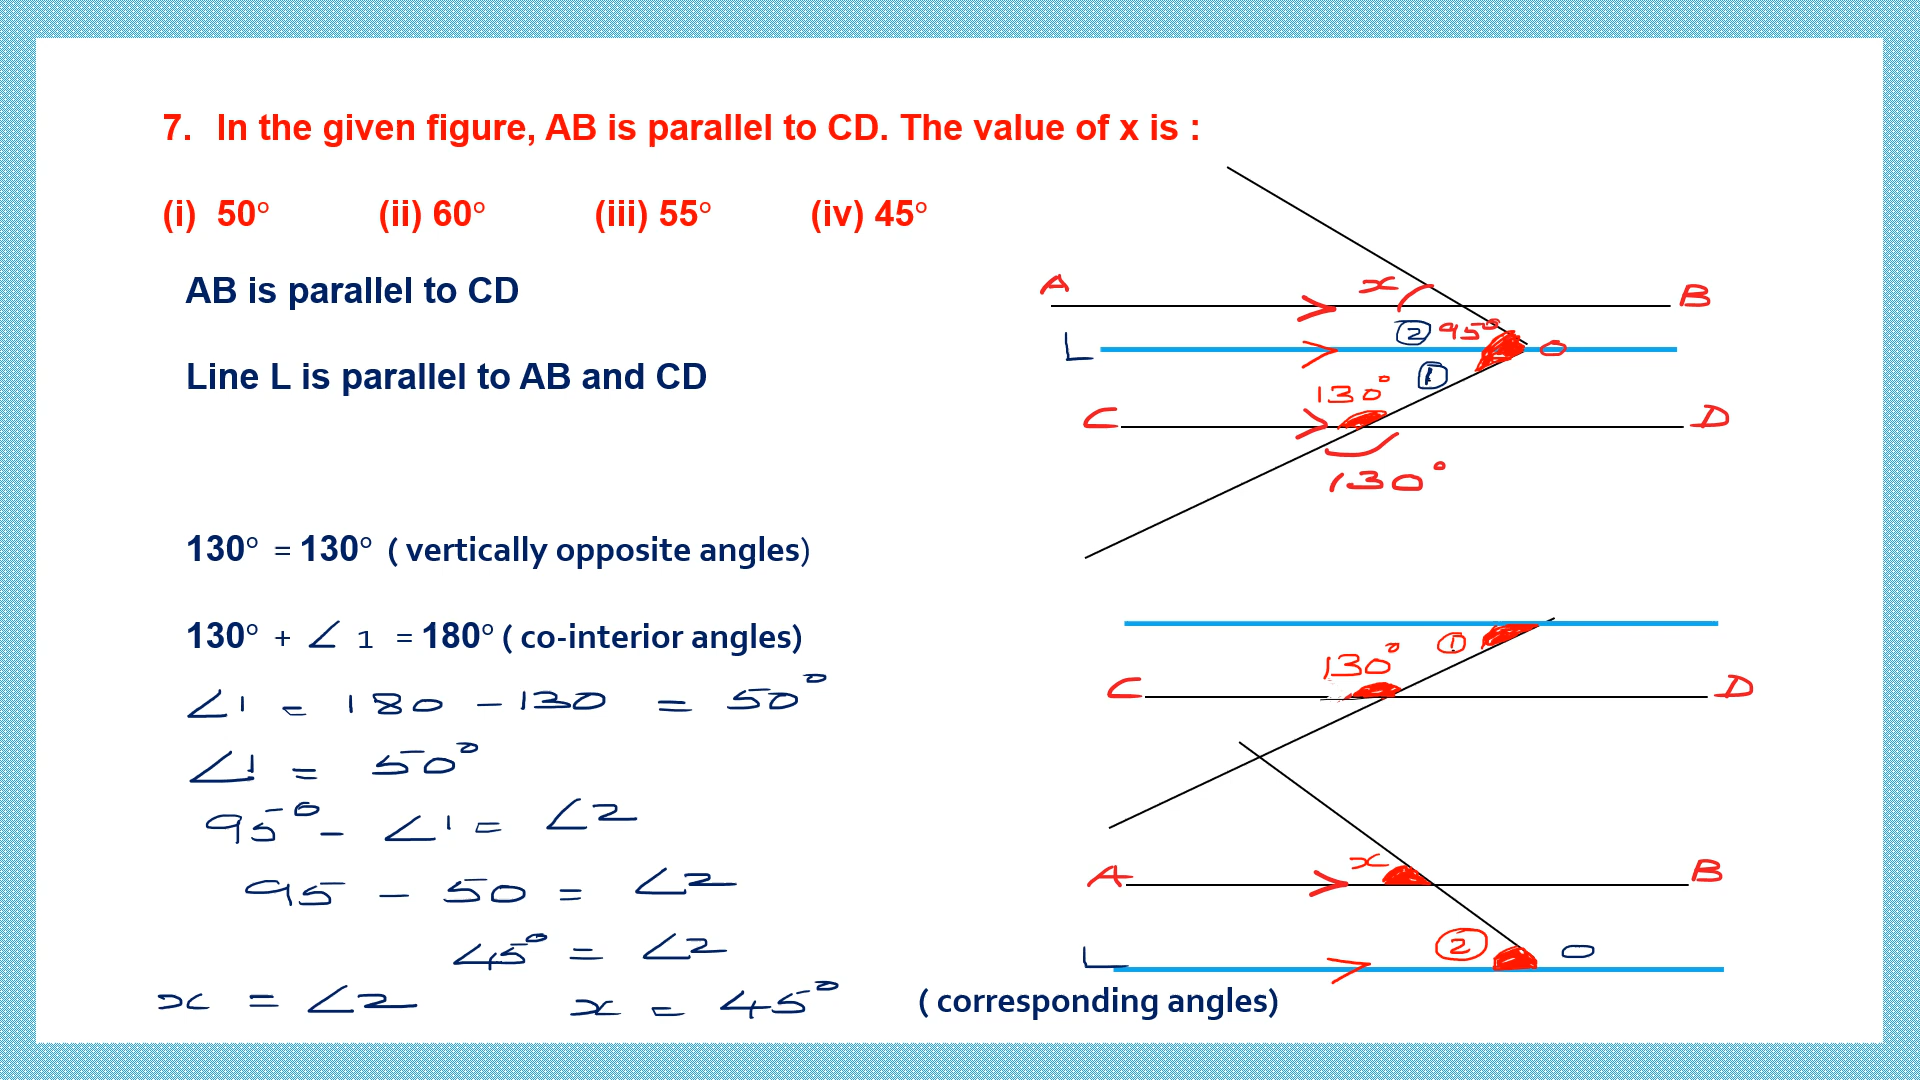 7. In the given figure, AB is parallel to CD. The value of x is :
(i) 50° (ii) 60° (iii) 55° (iv) 45°
AB is parallel to CD
Line L is parallel to AB and CD
130° = 130° ( vertically opposite angles)
130° + ∠ 1 = 180° ( co-interior angles)
∠1 = 180 - 130 = 50°
∠1 = 50°
95° - ∠1 = ∠2
95 - 50 = ∠2
45° = ∠2
x = ∠2 x = 45° ( corresponding angles)
A x B
L ② 95° O
130° ①
C D
130°
130° ①
C D
A x B
L ② O